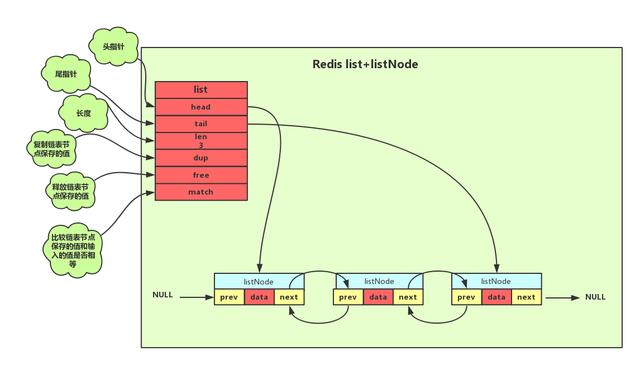 头指针
Redis list+listNode
尾指针
list
head
长度
tail
len
3
复制链表节
点保存的值
dup
free
释放链表节
点保存的值
match
比较链表节点
保存的值和输
入的值是否相
等
listNode
listNode
listNode
NULL
prev data next
prev data next
prev data next
NULL